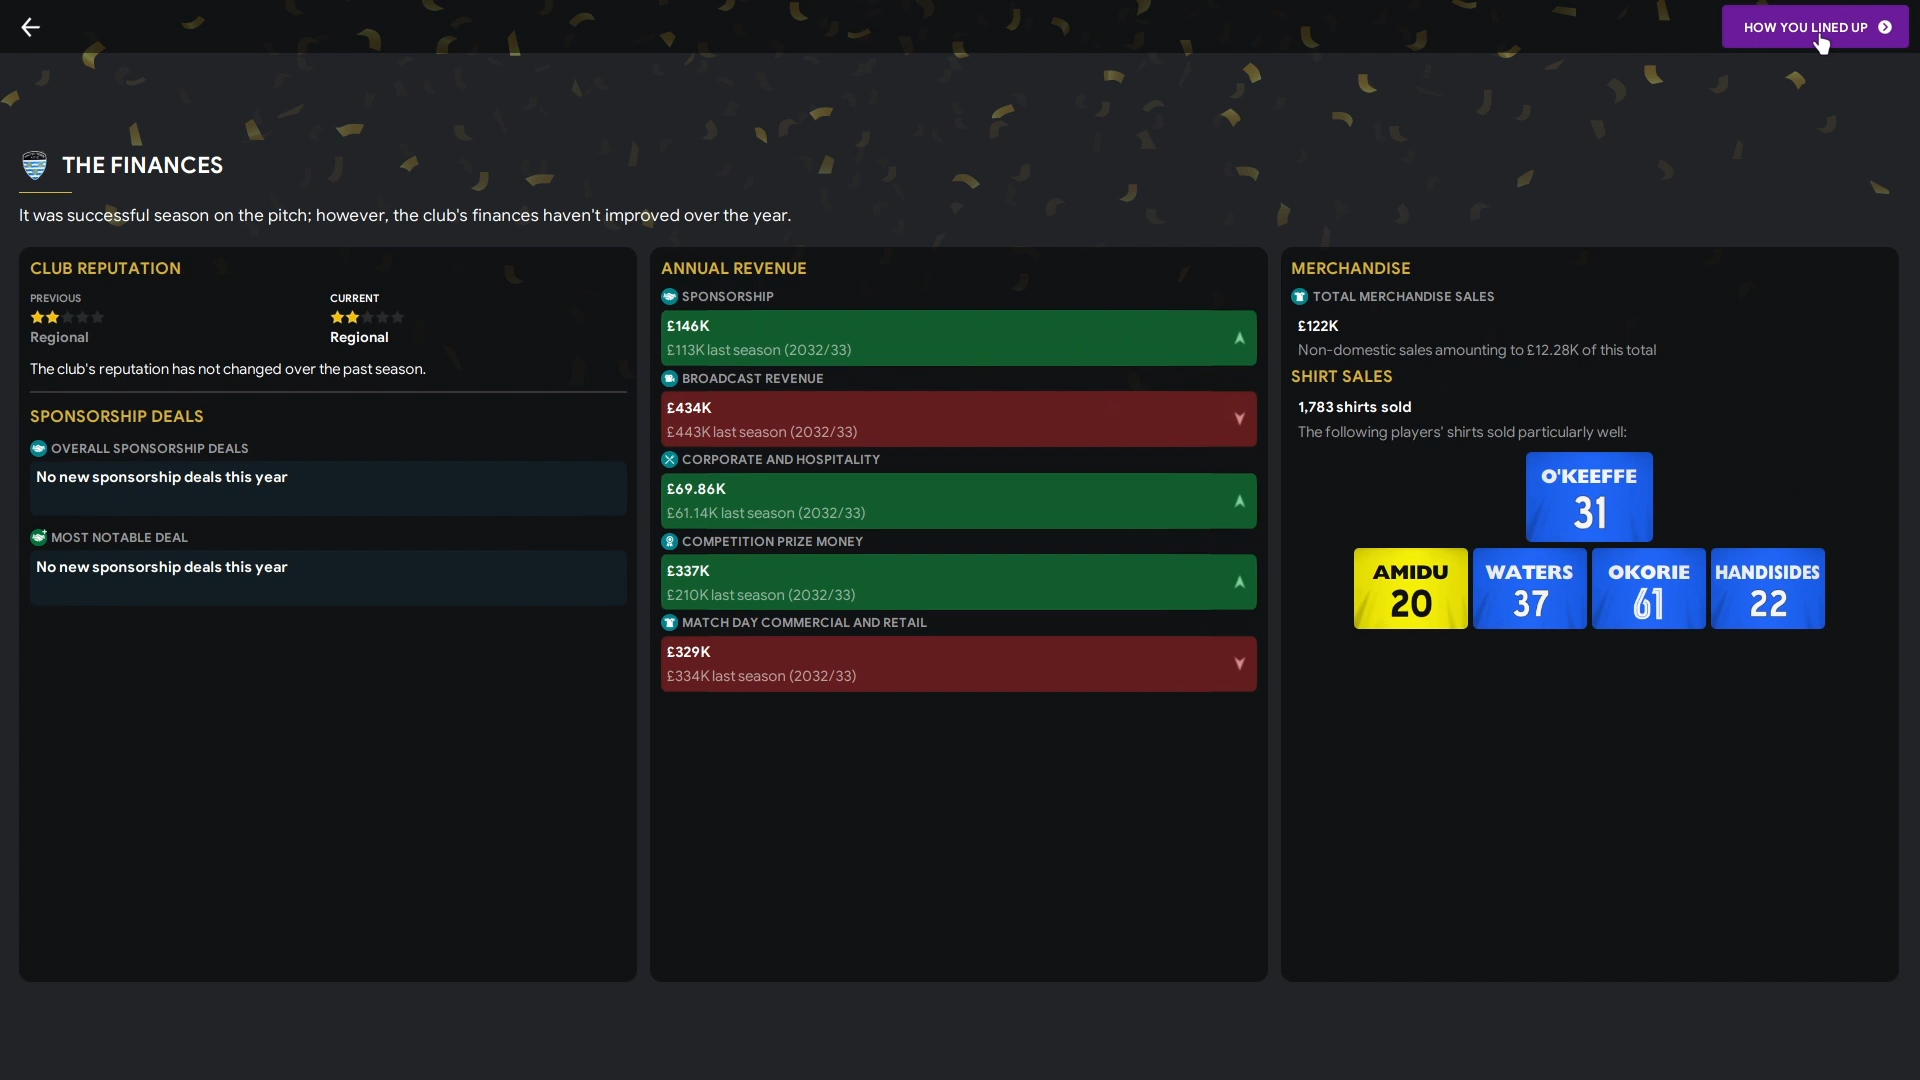 HOW YOU LINED UP
THE FINANCES
It was successful season on the pitch; however, the club's finances haven't improved over the year.
CLUB REPUTATION
PREVIOUS
CURRENT
Regional
Regional
The club's reputation has not changed over the past season.
SPONSORSHIP DEALS
OVERALL SPONSORSHIP DEALS
No new sponsorship deals this year
MOST NOTABLE DEAL
No new sponsorship deals this year
ANNUAL REVENUE
SPONSORSHIP
£146K
£113K last season (2032/33)
BROADCAST REVENUE
£434K
£443K last season (2032/33)
CORPORATE AND HOSPITALITY
£69.86K
£61.14K last season (2032/33)
COMPETITION PRIZE MONEY
£337K
£210K last season (2032/33)
MATCH DAY COMMERCIAL AND RETAIL
£329K
£334K last season (2032/33)
MERCHANDISE
TOTAL MERCHANDISE SALES
£122K
Non-domestic sales amounting to £12.28K of this total
SHIRT SALES
1,783 shirts sold
The following players' shirts sold particularly well:
O'KEEFFE
31
AMIDU
20
WATERS
37
OKORIE
61
HANDISIDES
22